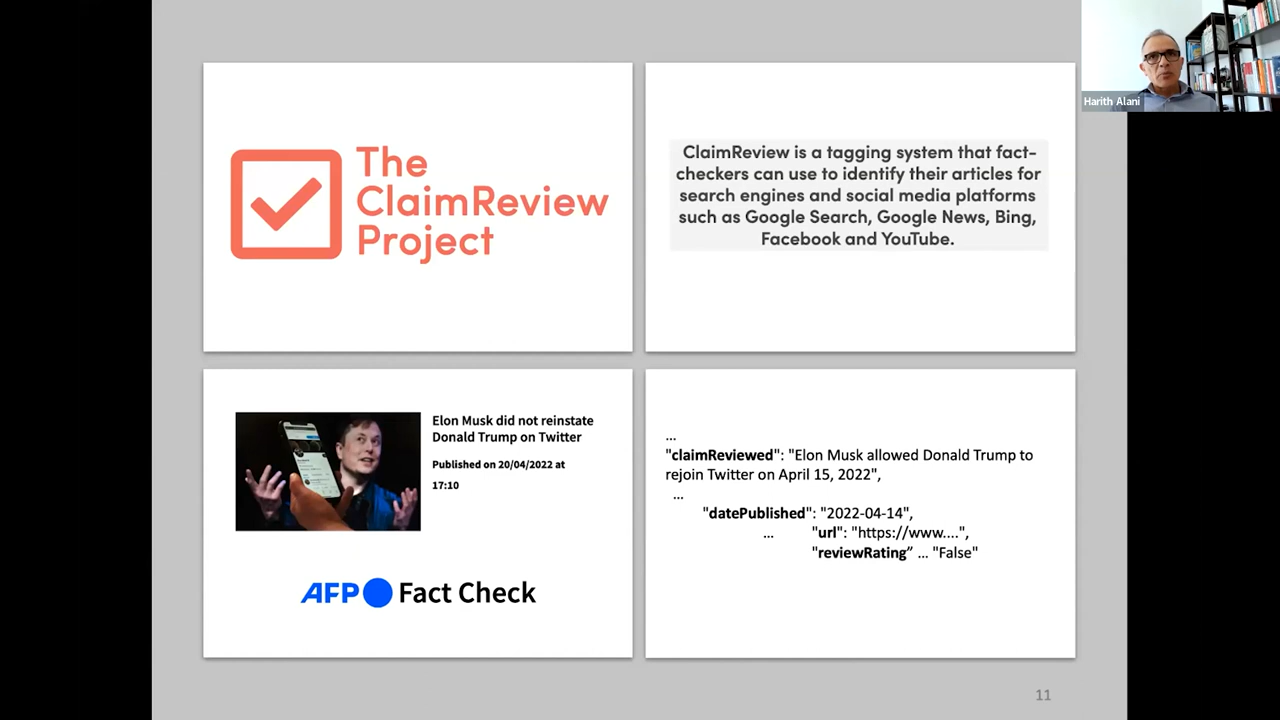 The
ClaimReview
Project
ClaimReview is a tagging system that fact-
checkers can use to identify their articles for
search engines and social media platforms
such as Google Search, Google News, Bing,
Facebook and YouTube.
Harith Alani
Elon Musk did not reinstate
Donald Trump on Twitter
Published on 20/04/2022 at
17:10
AFP Fact Check
...
"claimReviewed": "Elon Musk allowed Donald Trump to
rejoin Twitter on April 15, 2022",
...
"datePublished": "2022-04-14",
... "url": "https://www....",
"reviewRating” ... "False"
11